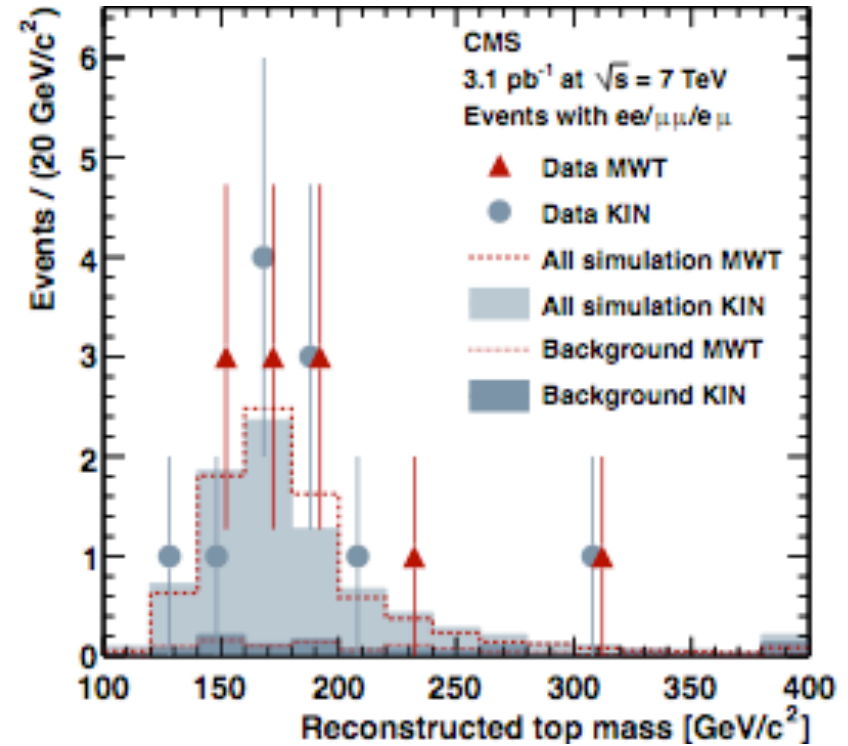 Events / (20 GeV/c²)
6
5
4
3
2
1
0
CMS
3.1 pb⁻¹ at √s = 7 TeV
Events with ee/μμ/e μ
Data MWT
Data KIN
All simulation MWT
All simulation KIN
Background MWT
Background KIN
100 150 200 250 300 350 400
Reconstructed top mass [GeV/c²]